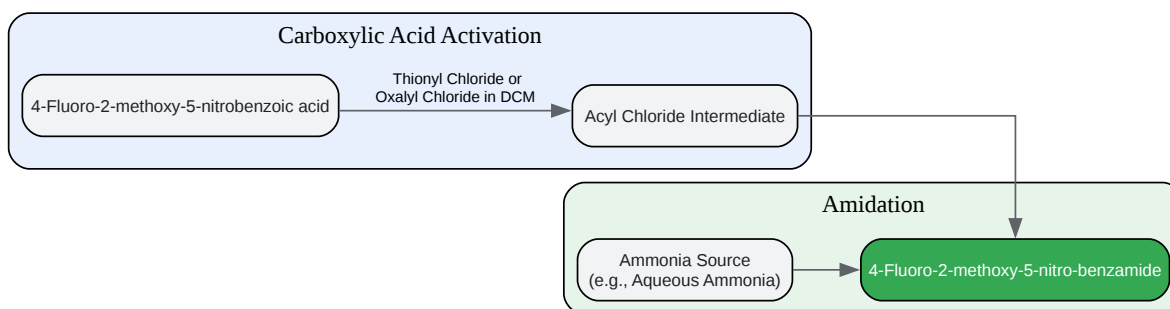 Carboxylic Acid Activation
4-Fluoro-2-methoxy-5-nitrobenzoic acid
Thionyl Chloride or
Oxalyl Chloride in DCM
Acyl Chloride Intermediate
Amidation
Ammonia Source
(e.g., Aqueous Ammonia)
4-Fluoro-2-methoxy-5-nitro-benzamide